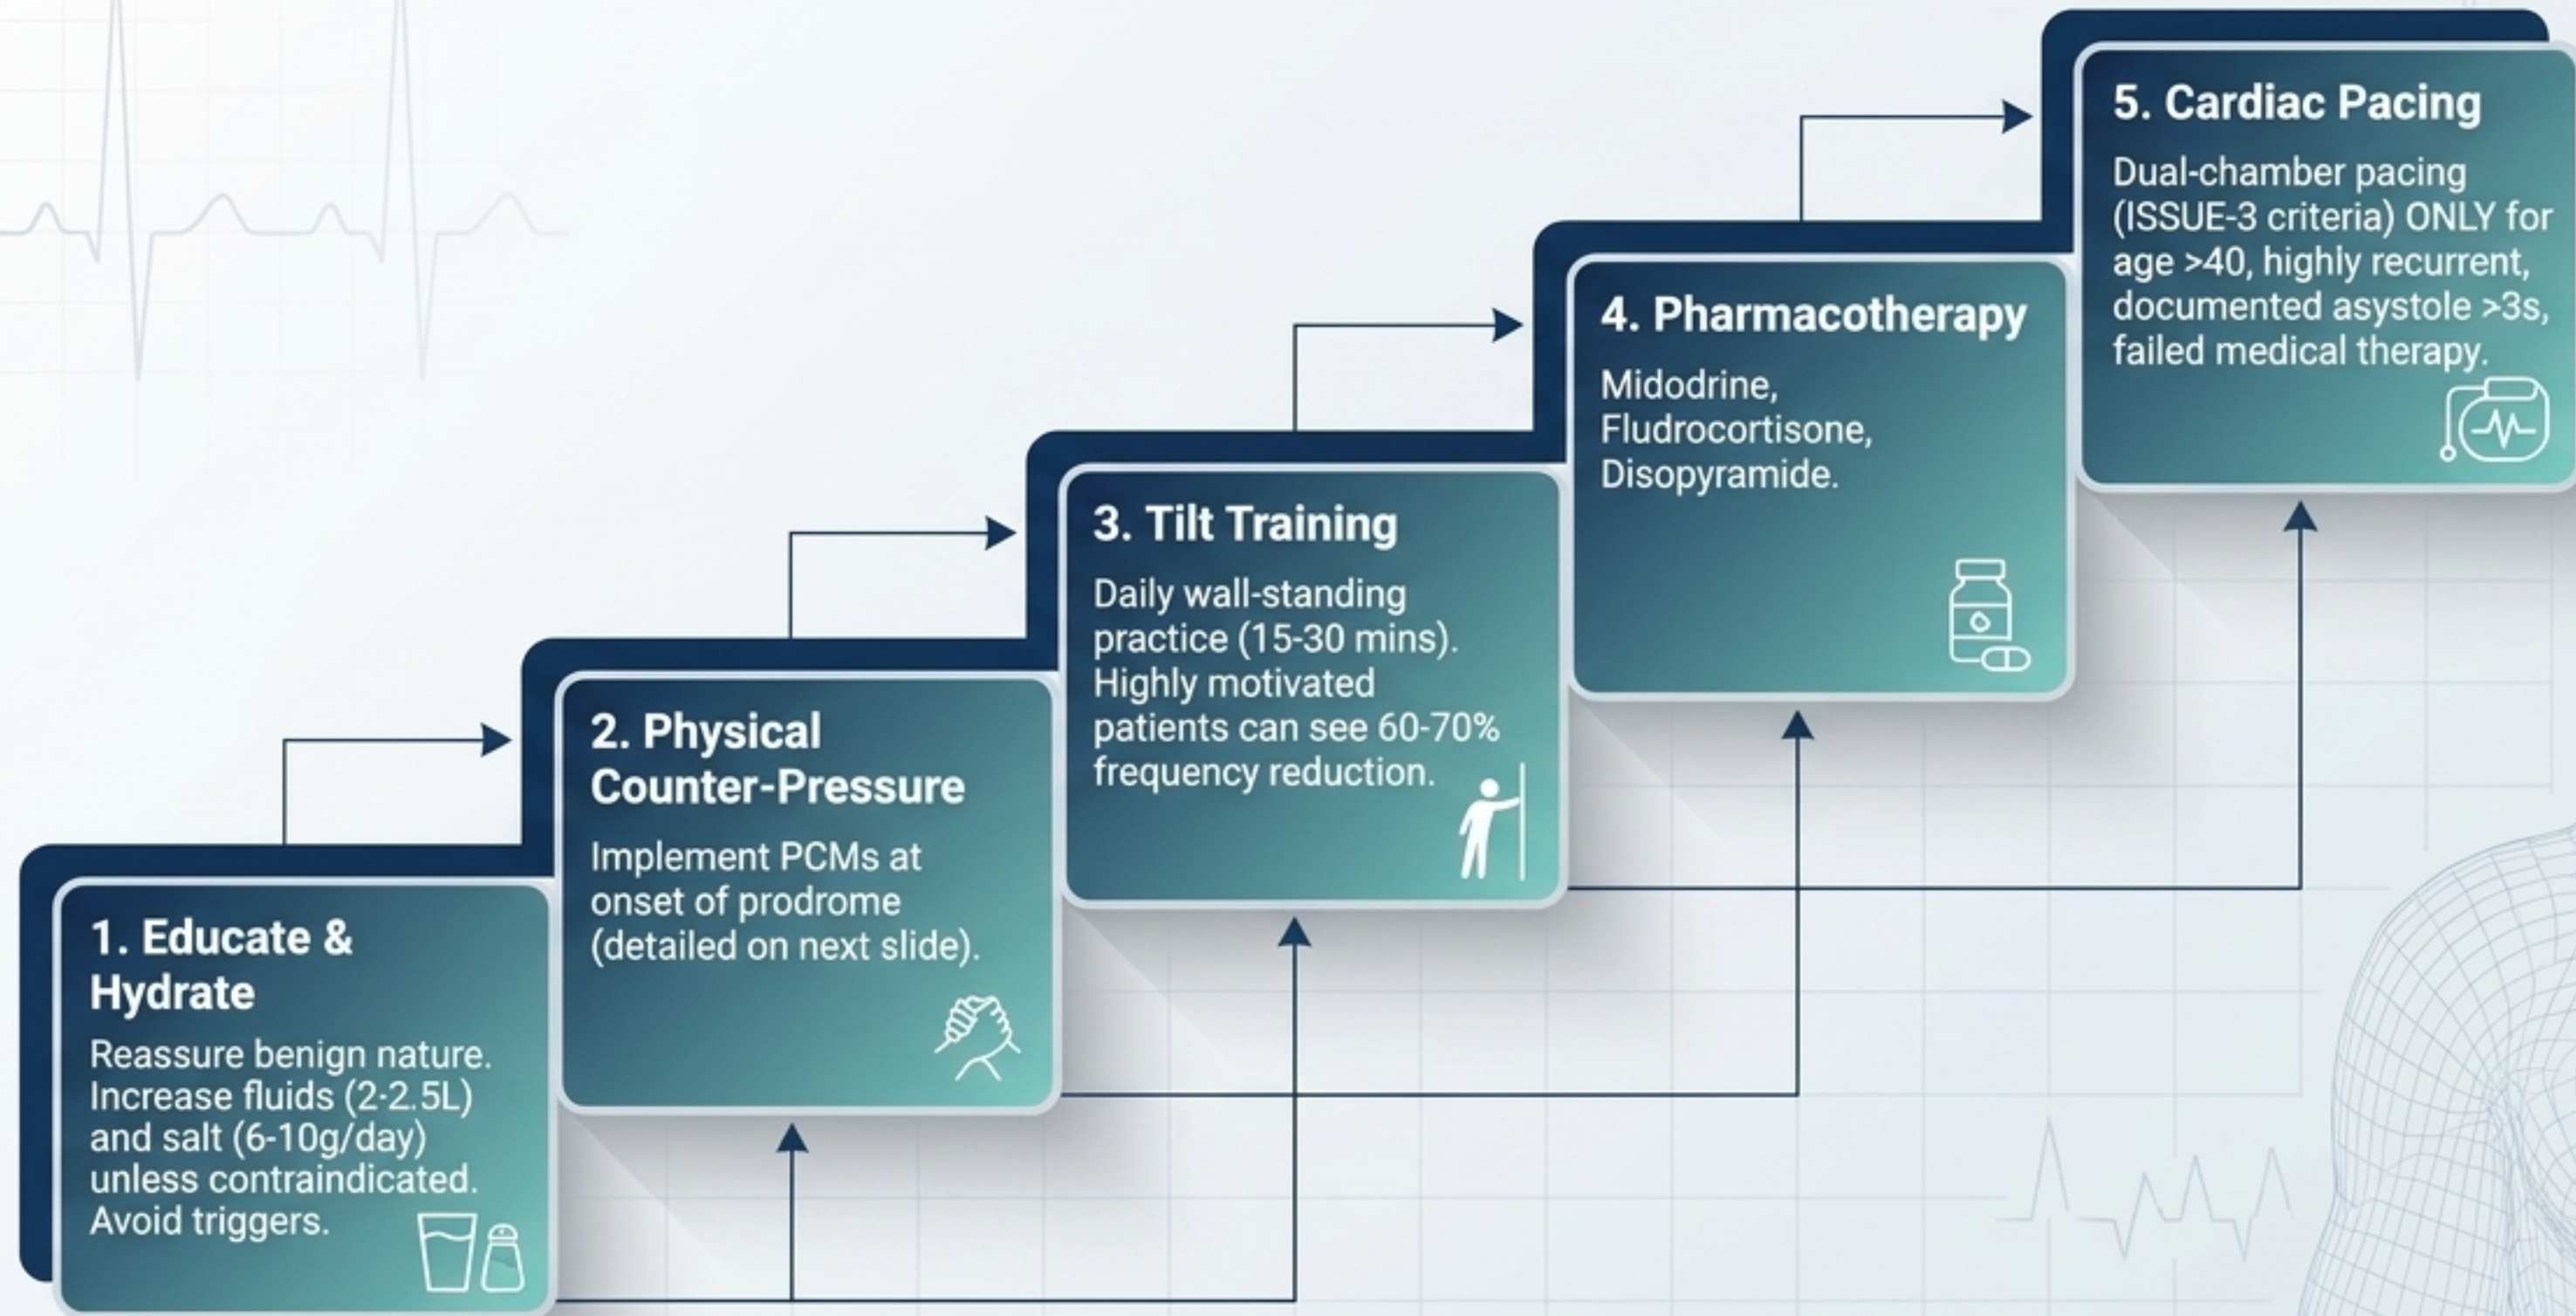 1. Educate &
Hydrate
Reassure benign nature.
Increase fluids (2-2.5L)
and salt (6-10g/day)
unless contraindicated.
Avoid triggers.
2. Physical
Counter-Pressure
Implement PCMs at
onset of prodrome
(detailed on next slide).
3. Tilt Training
Daily wall-standing
practice (15-30 mins).
Highly motivated
patients can see 60-70%
frequency reduction.
4. Pharmacotherapy
Midodrine,
Fludrocortisone,
Disopyramide.
5. Cardiac Pacing
Dual-chamber pacing
(ISSUE-3 criteria) ONLY for
age >40, highly recurrent,
documented asystole >3s,
failed medical therapy.